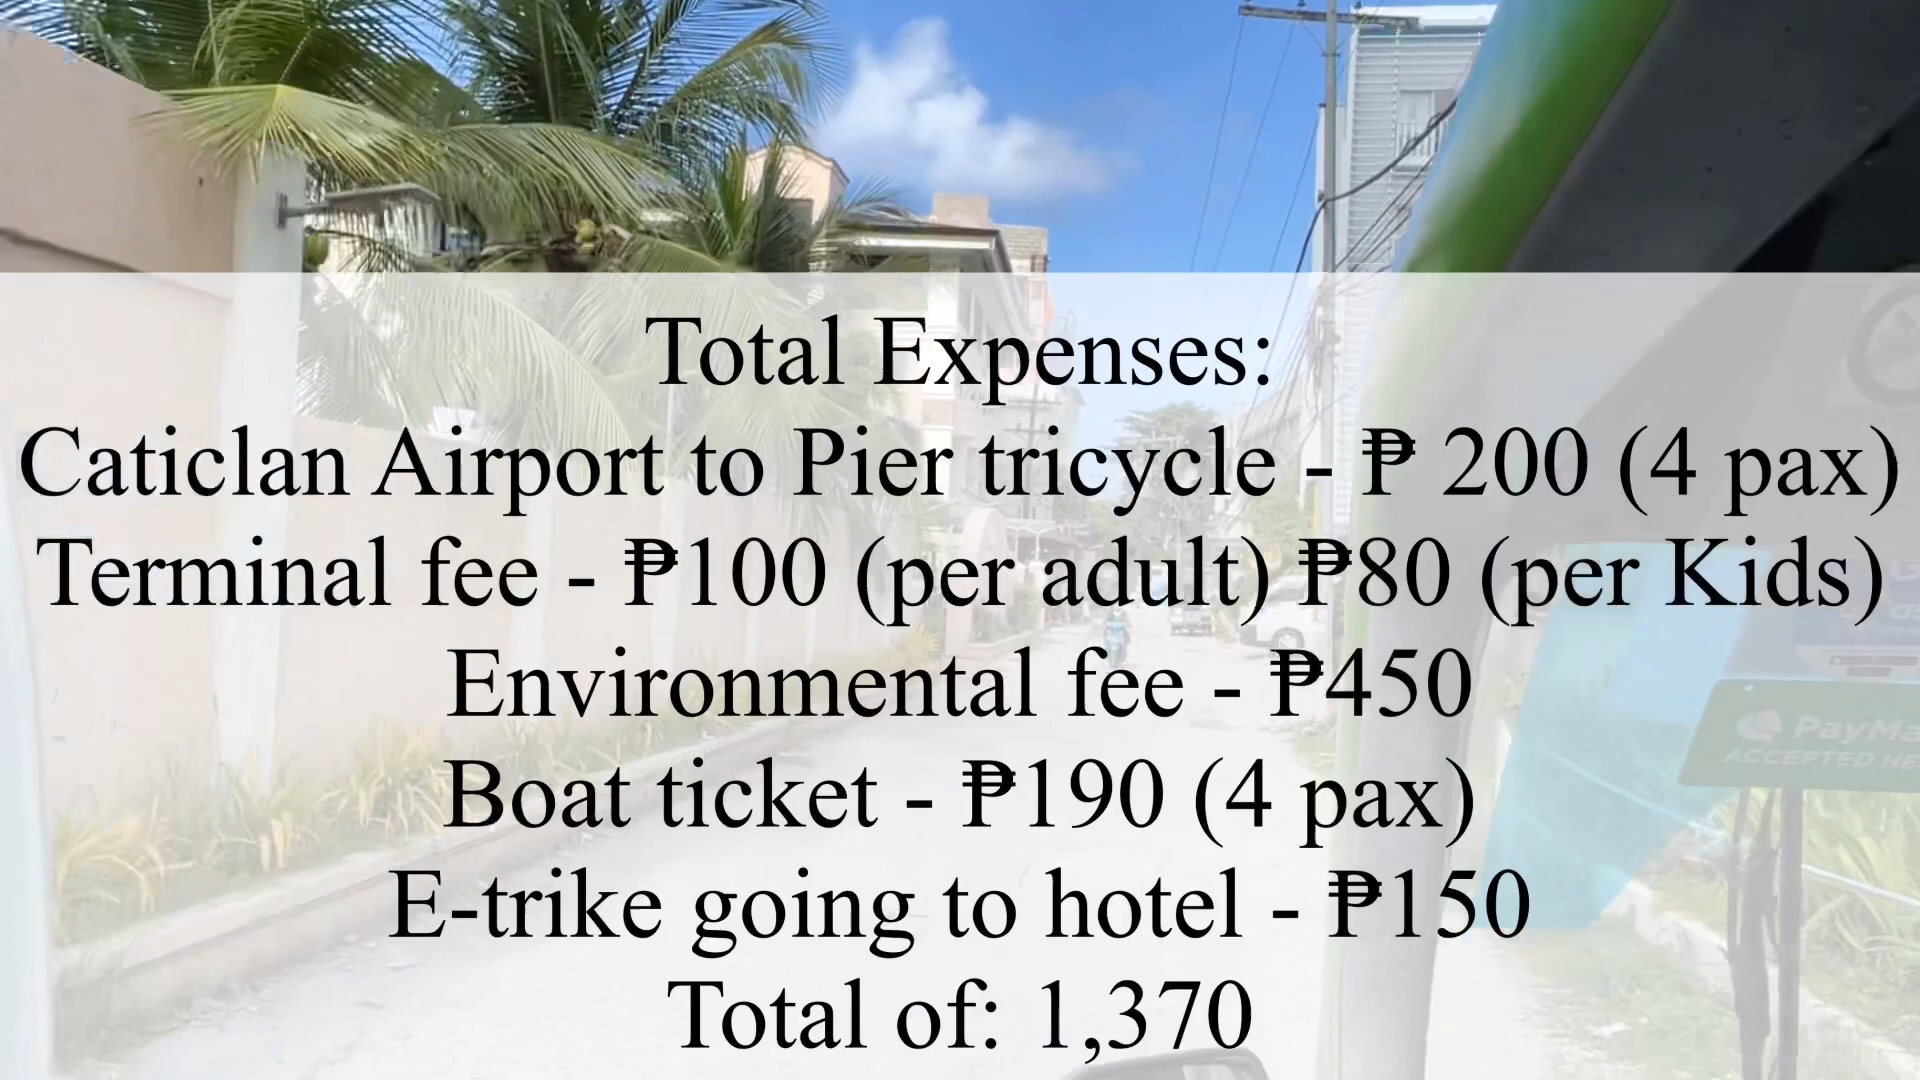 Total Expenses:
Caticlan Airport to Pier tricycle - ₱ 200 (4 pax)
Terminal fee - ₱100 (per adult) ₱80 (per Kids)
Environmental fee - ₱450
Boat ticket - ₱190 (4 pax)
E-trike going to hotel - ₱150
Total of: 1,370
ACCEPTED